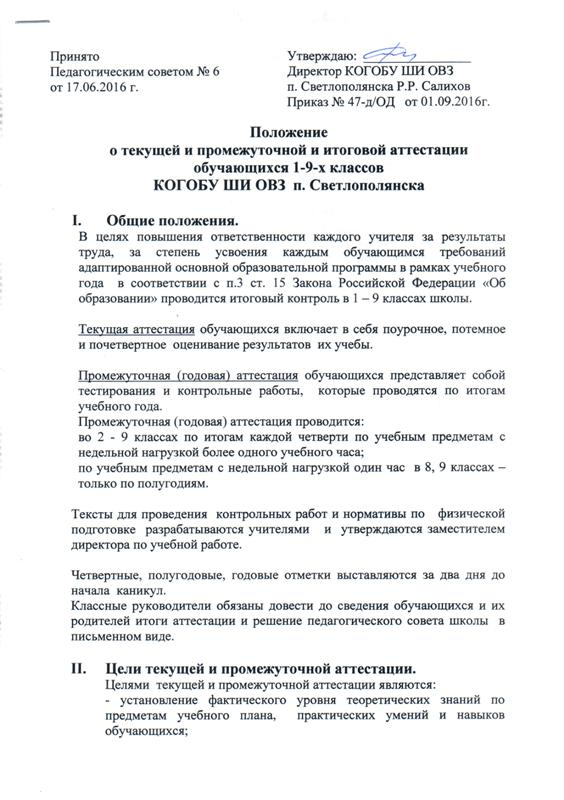 Принято
Педагогическим советом № 6
от 17.06.2016 г.
Утверждаю:
Директор КОГОБУ ШИ ОВЗ
п. Светлополянска Р.Р. Салихов
Приказ № 47-д/ОД от 01.09.2016г.
Положение
о текущей и промежуточной и итоговой аттестации
обучающихся 1-9-х классов
КОГОБУ ШИ ОВЗ п. Светлополянска
I. Общие положения.
В целях повышения ответственности каждого учителя за результаты
труда, за степень усвоения каждым обучающимся требований
адаптированной основной образовательной программы в рамках учебного
года в соответствии с п.3 ст. 15 Закона Российской Федерации «Об
образовании» проводится итоговый контроль в 1 – 9 классах школы.
Текущая аттестация обучающихся включает в себя поурочное, потемное
и почетвертное оценивание результатов их учебы.
Промежуточная (годовая) аттестация обучающихся представляет собой
тестирования и контрольные работы, которые проводятся по итогам
учебного года.
Промежуточная (годовая) аттестация проводится:
во 2 - 9 классах по итогам каждой четверти по учебным предметам с
недельной нагрузкой более одного учебного часа;
по учебным предметам с недельной нагрузкой один час в 8, 9 классах –
только по полугодиям.
Тексты для проведения контрольных работ и нормативы по физической
подготовке разрабатываются учителями и утверждаются заместителем
директора по учебной работе.
Четвертные, полугодовые, годовые отметки выставляются за два дня до
начала каникул.
Классные руководители обязаны довести до сведения обучающихся и их
родителей итоги аттестации и решение педагогического совета школы в
письменном виде.
II. Цели текущей и промежуточной аттестации.
Целями текущей и промежуточной аттестации являются:
- установление фактического уровня теоретических знаний по
предметам учебного плана, практических умений и навыков
обучающихся;